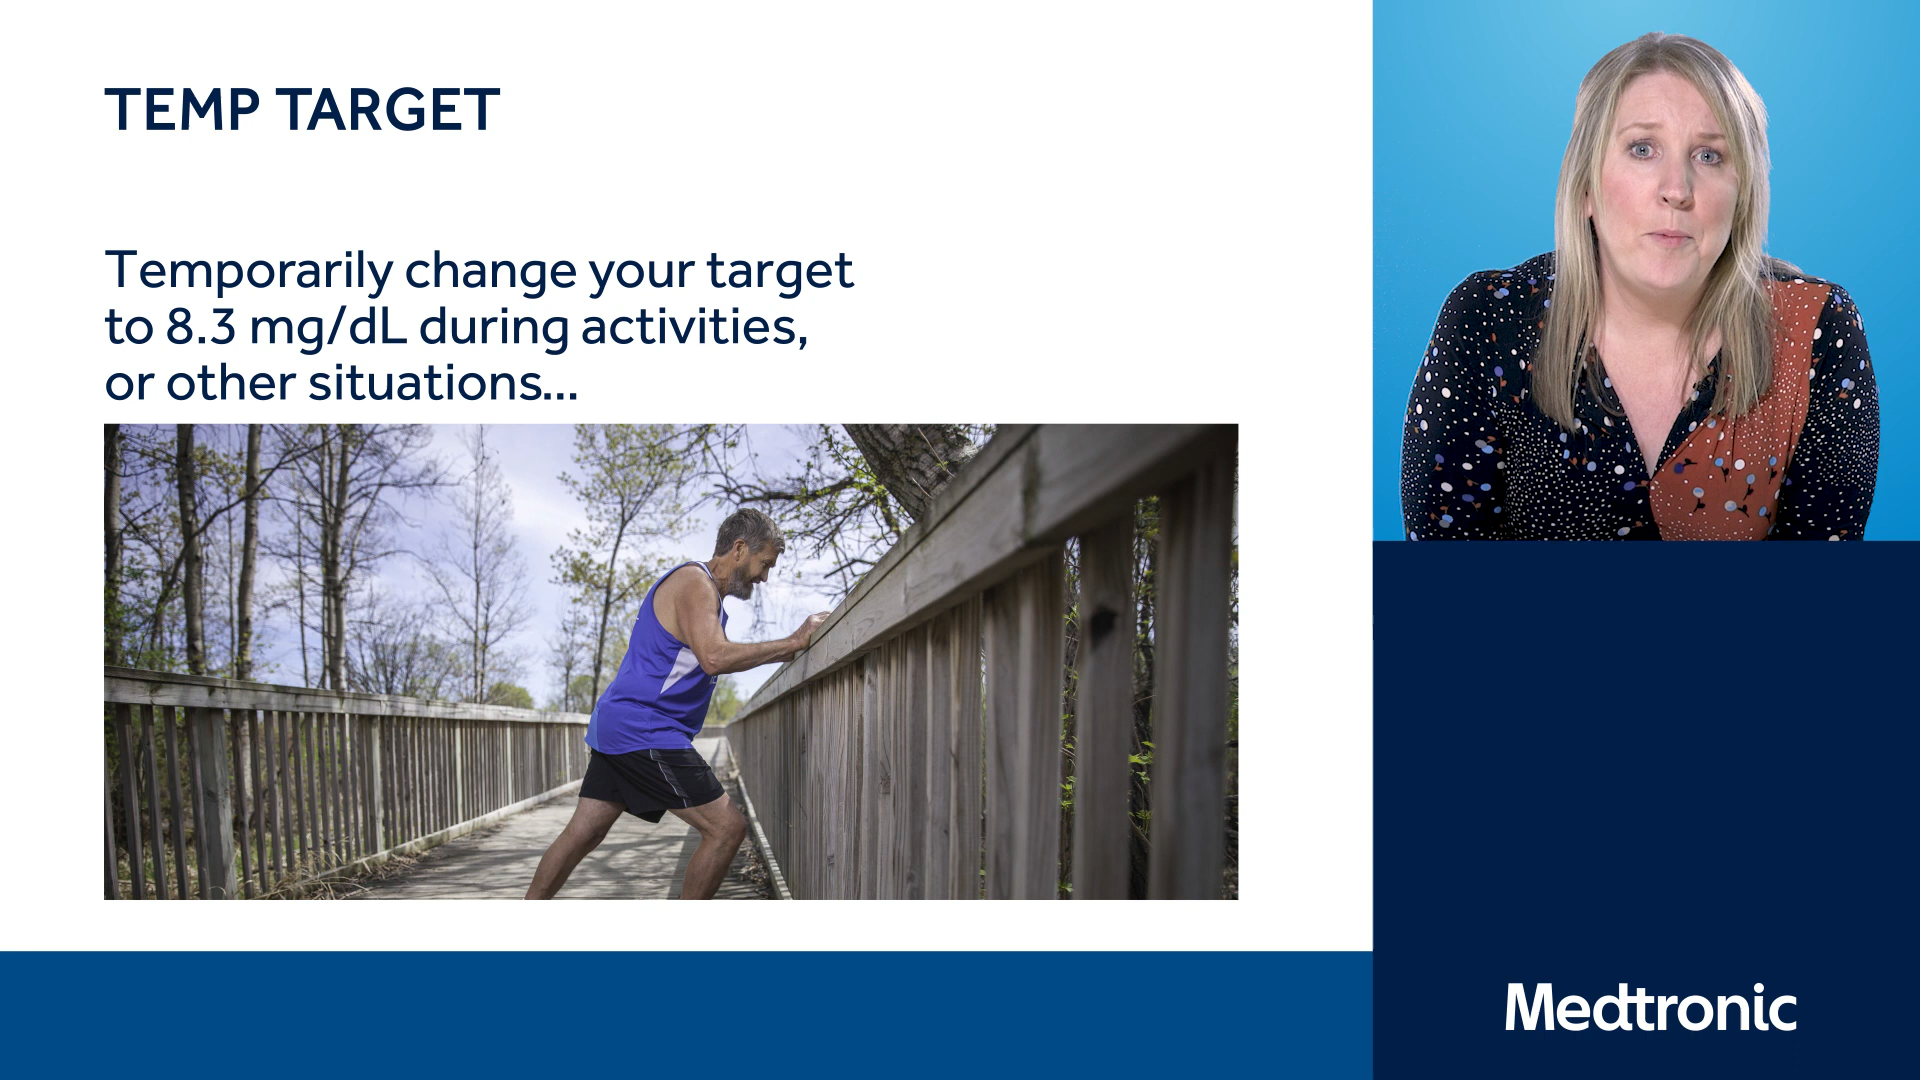 TEMP TARGET
Temporarily change your target
to 8.3 mg/dL during activities,
or other situations...
Medtronic